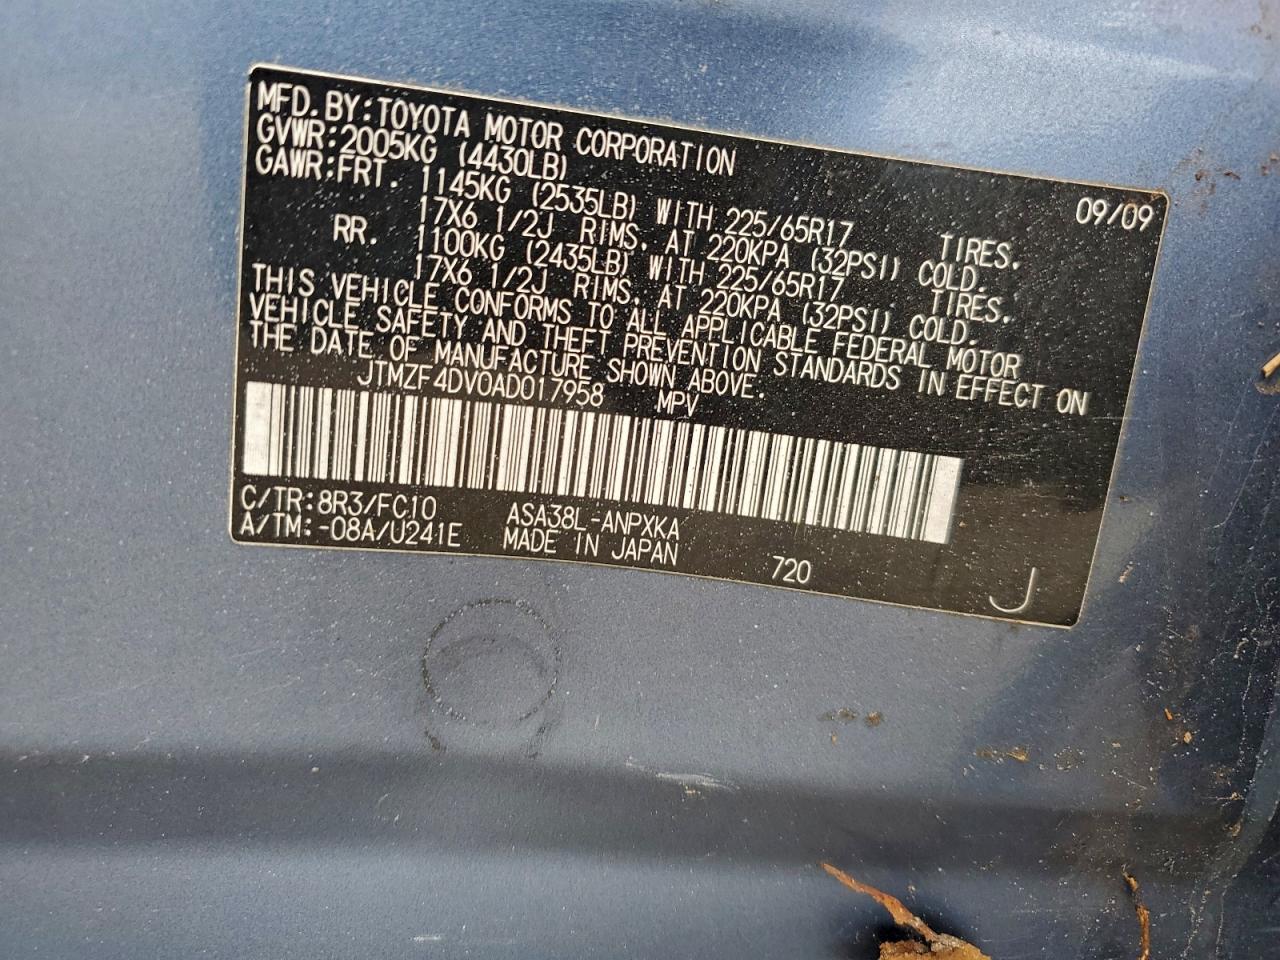 MFD. BY: TOYOTA MOTOR CORPORATION 09/09
GVWR: 2005KG (4430LB)
GAWR: FRT. 1145KG (2535LB) WITH 225/65R17 TIRES.
17X6 1/2J RIMS. AT 220KPA (32PSI) COLD.
RR. 1100KG (2435LB) WITH 225/65R17 TIRES.
17X6 1/2J RIMS. AT 220KPA (32PSI) COLD.
THIS VEHICLE CONFORMS TO ALL APPLICABLE FEDERAL MOTOR
VEHICLE SAFETY AND THEFT PREVENTION STANDARDS IN EFFECT ON
THE DATE OF MANUFACTURE SHOWN ABOVE.
JTMZF4DV0AD017958 MPV
C/TR: 8R3/FC10 ASA38L-ANPXKA
A/TM: -08A/U241E MADE IN JAPAN 720 J